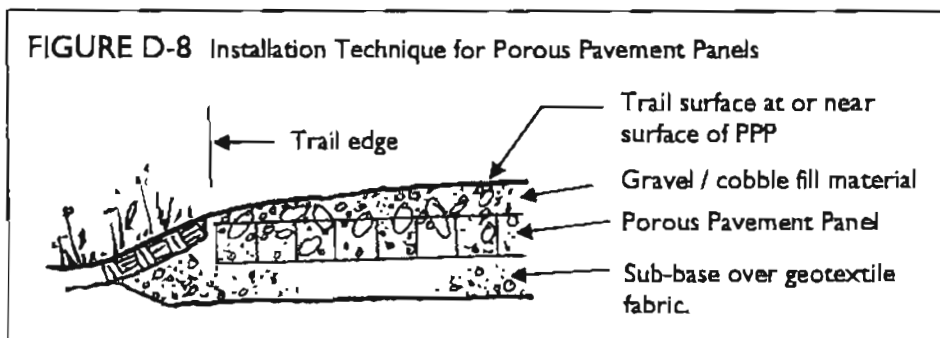 FIGURE D-8 Installation Technique for Porous Pavement Panels
Trail edge
Trail surface at or near
surface of PPP
Gravel / cobble fill material
Porous Pavement Panel
Sub-base over geotextile
fabric.